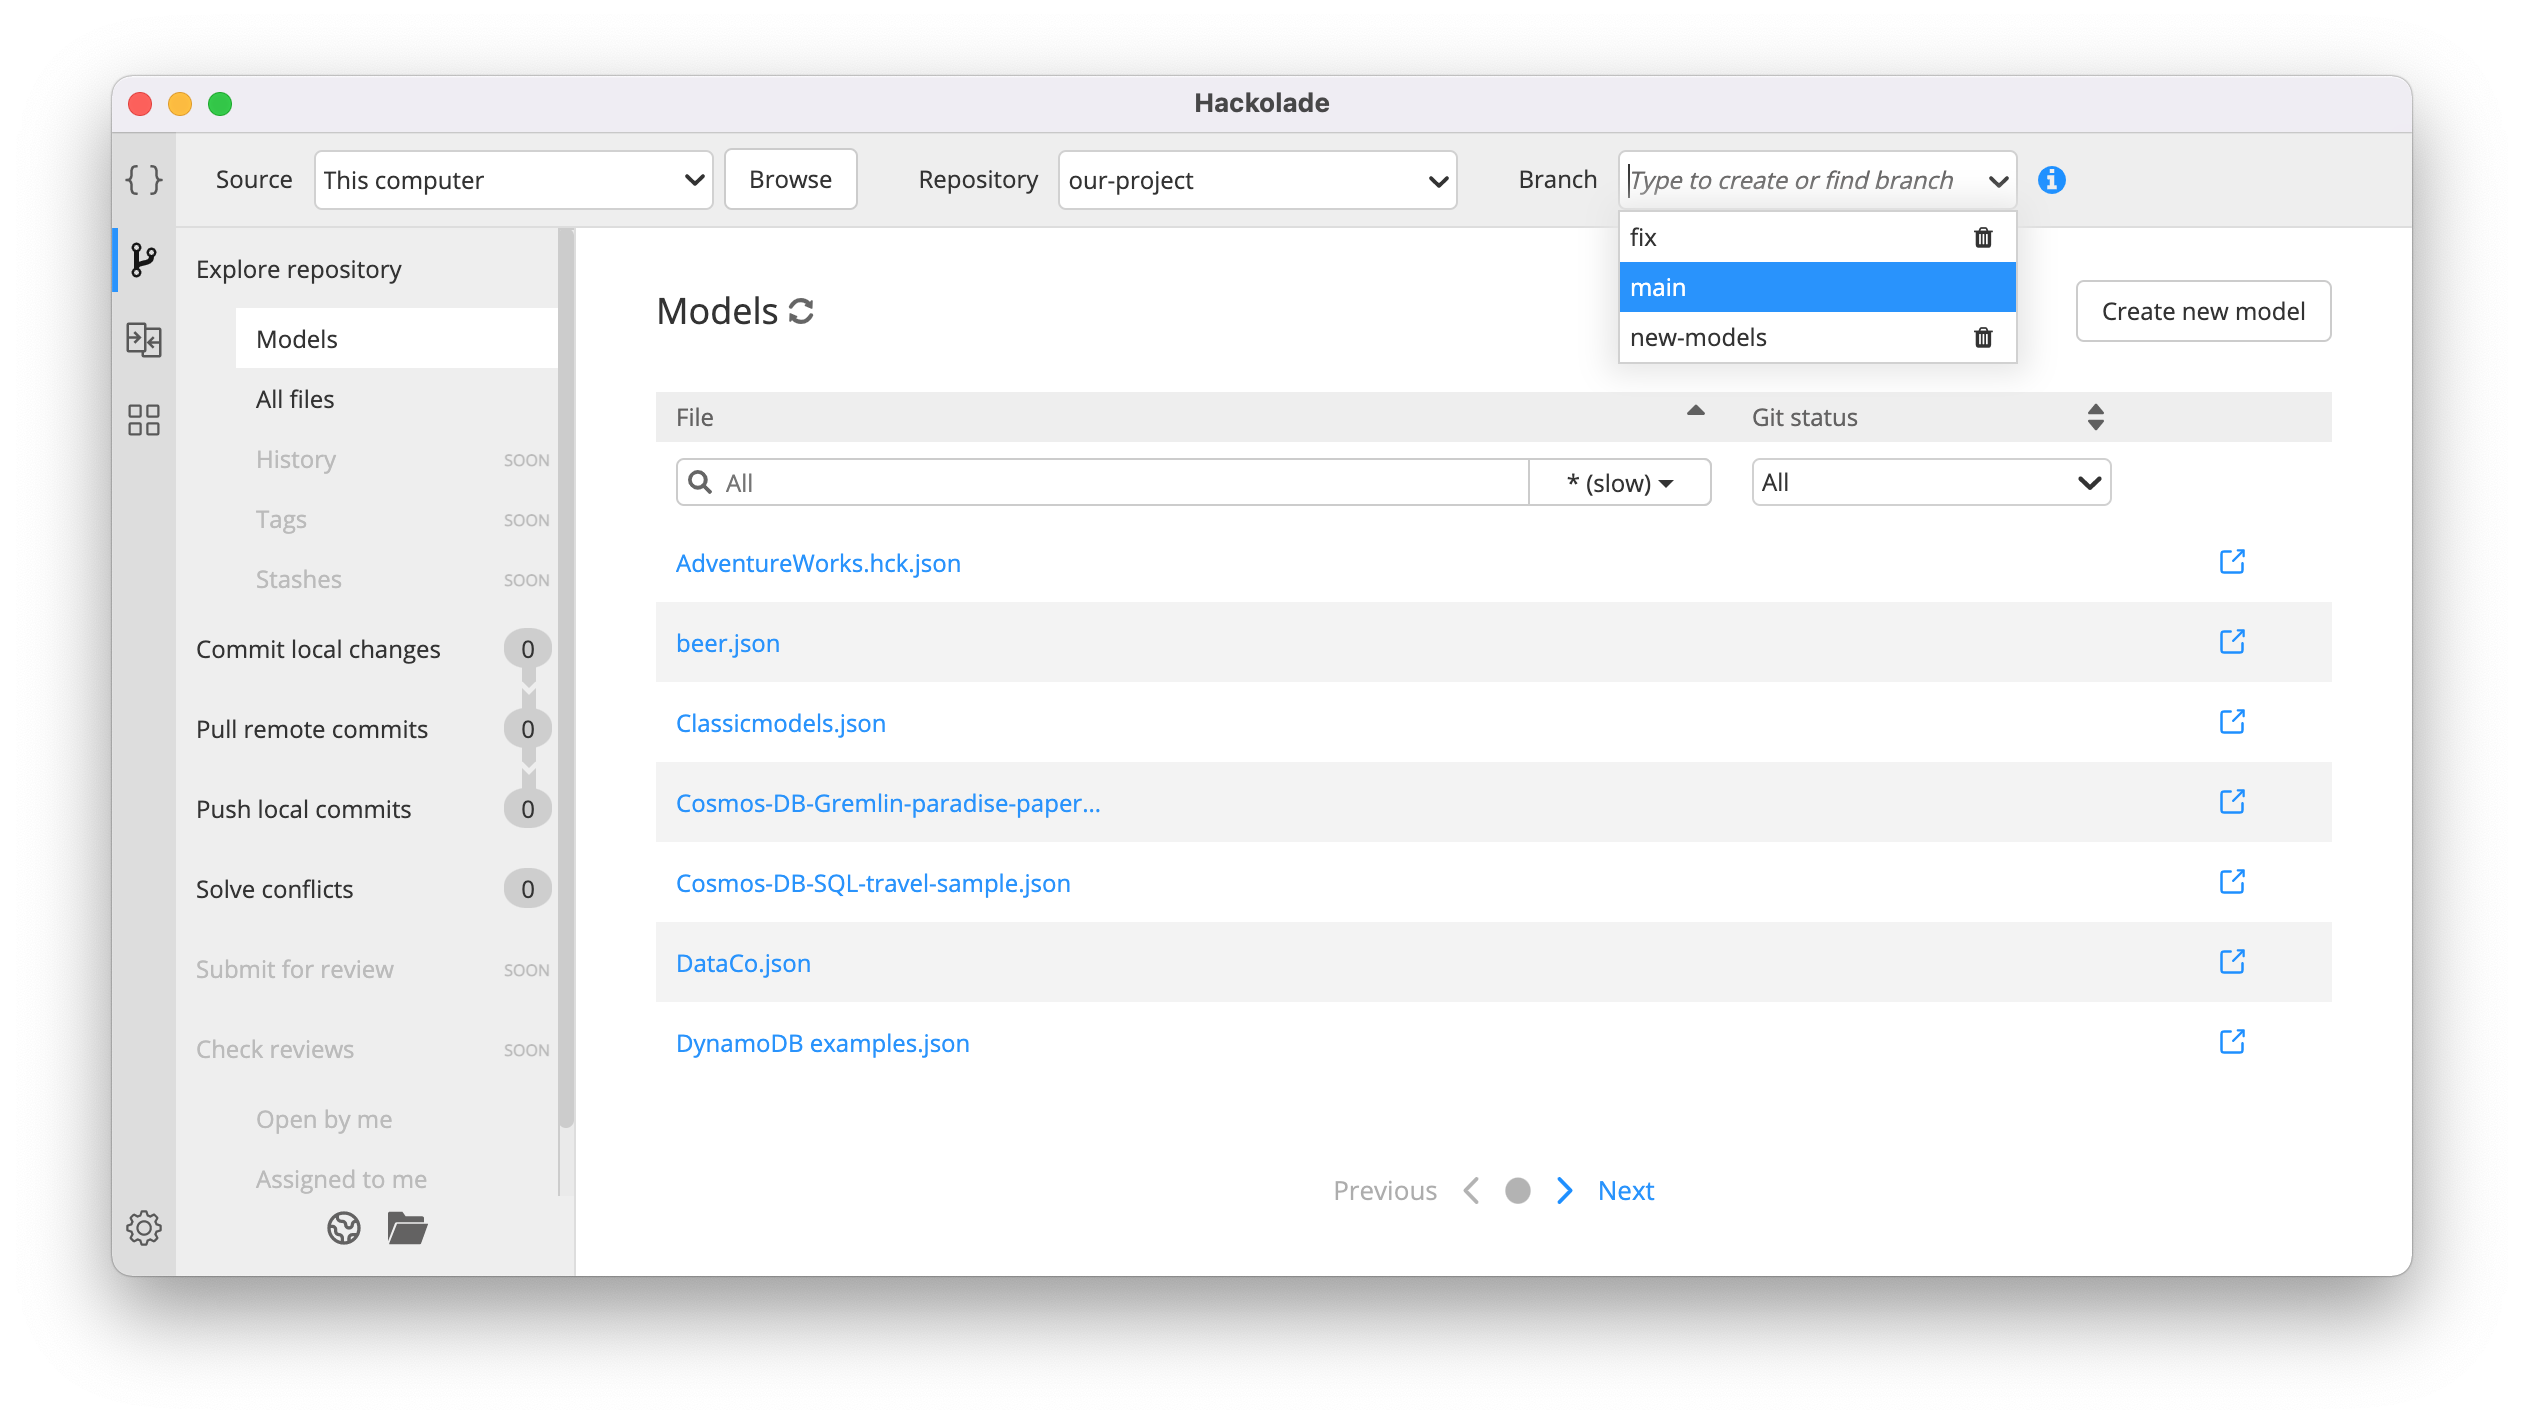 Hackolade
Source This computer Browse Repository our-project Branch Type to create or find branch
fix
main
new-models
Explore repository
Models
All files
History SOON
Tags SOON
Stashes SOON
Commit local changes 0
Pull remote commits 0
Push local commits 0
Solve conflicts 0
Submit for review SOON
Check reviews SOON
Open by me
Assigned to me
Models
Create new model
File Git status
All * (slow) All
AdventureWorks.hck.json
beer.json
Classicmodels.json
Cosmos-DB-Gremlin-paradise-paper...
Cosmos-DB-SQL-travel-sample.json
DataCo.json
DynamoDB examples.json
Previous Next